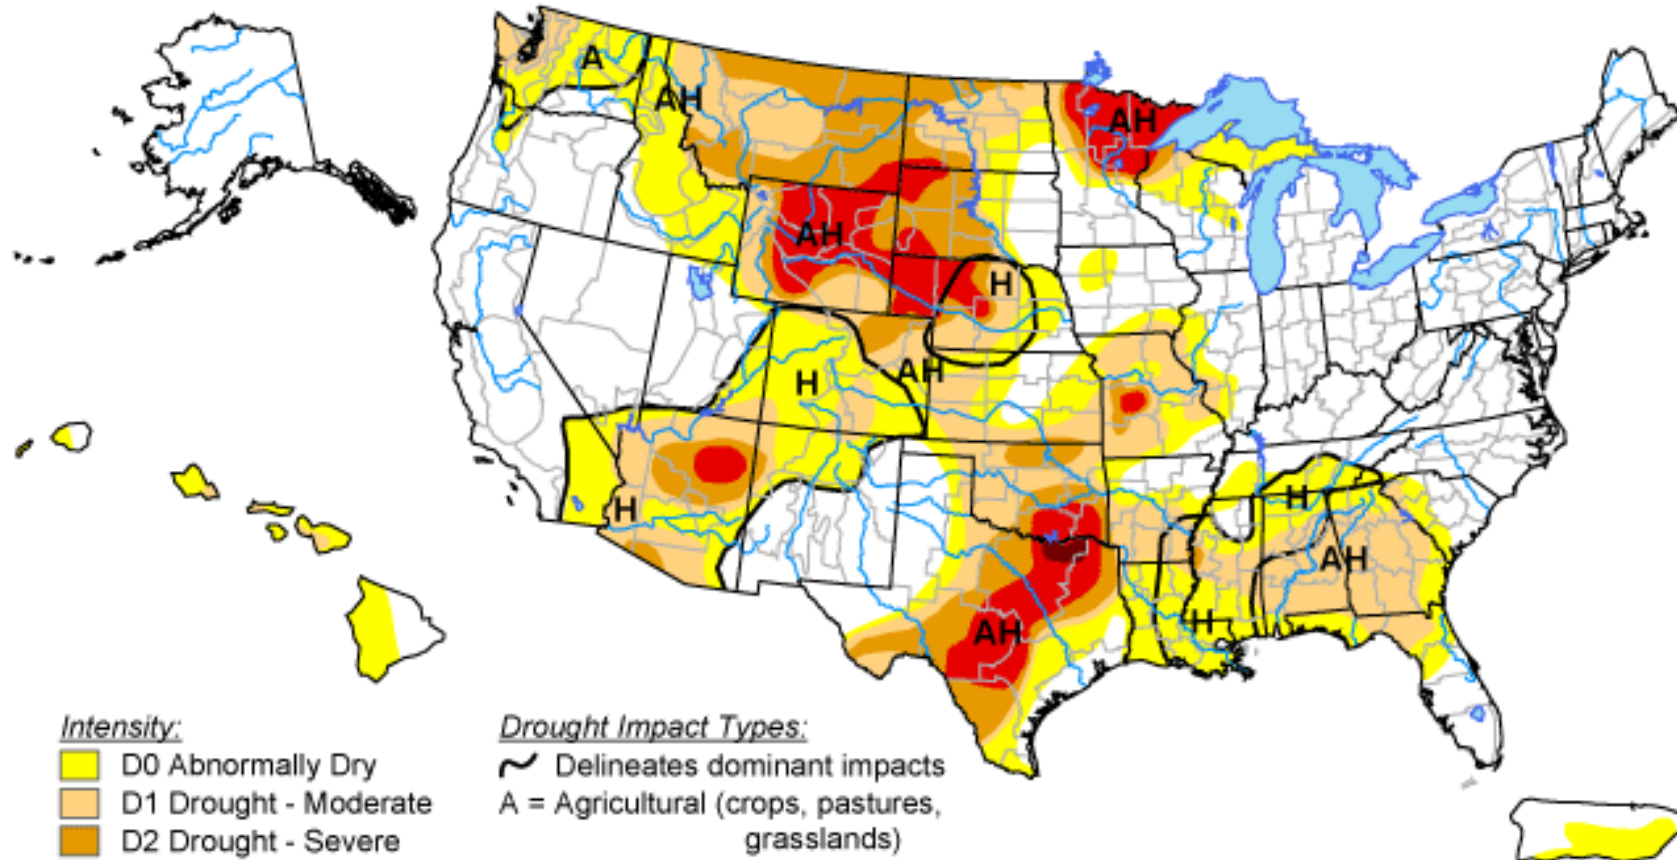 A
AH
AH
AH
H
H
AH
H
H
AH
H
AH
Intensity:
D0 Abnormally Dry
D1 Drought - Moderate
D2 Drought - Severe
Drought Impact Types:
Delineates dominant impacts
A = Agricultural (crops, pastures,
grasslands)